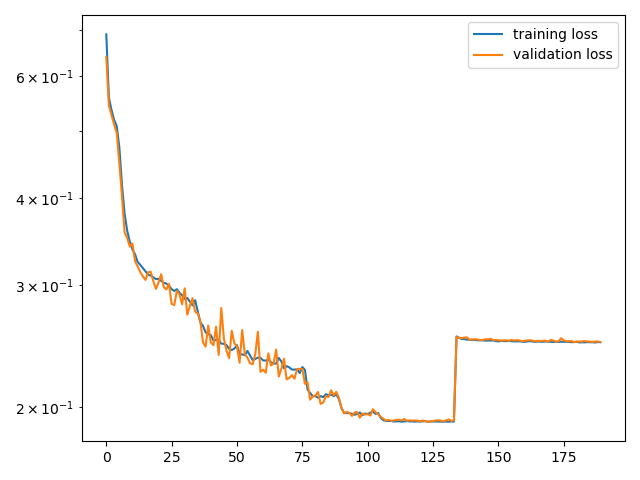 training loss
validation loss
6 × 10⁻¹
4 × 10⁻¹
3 × 10⁻¹
2 × 10⁻¹
0 25 50 75 100 125 150 175